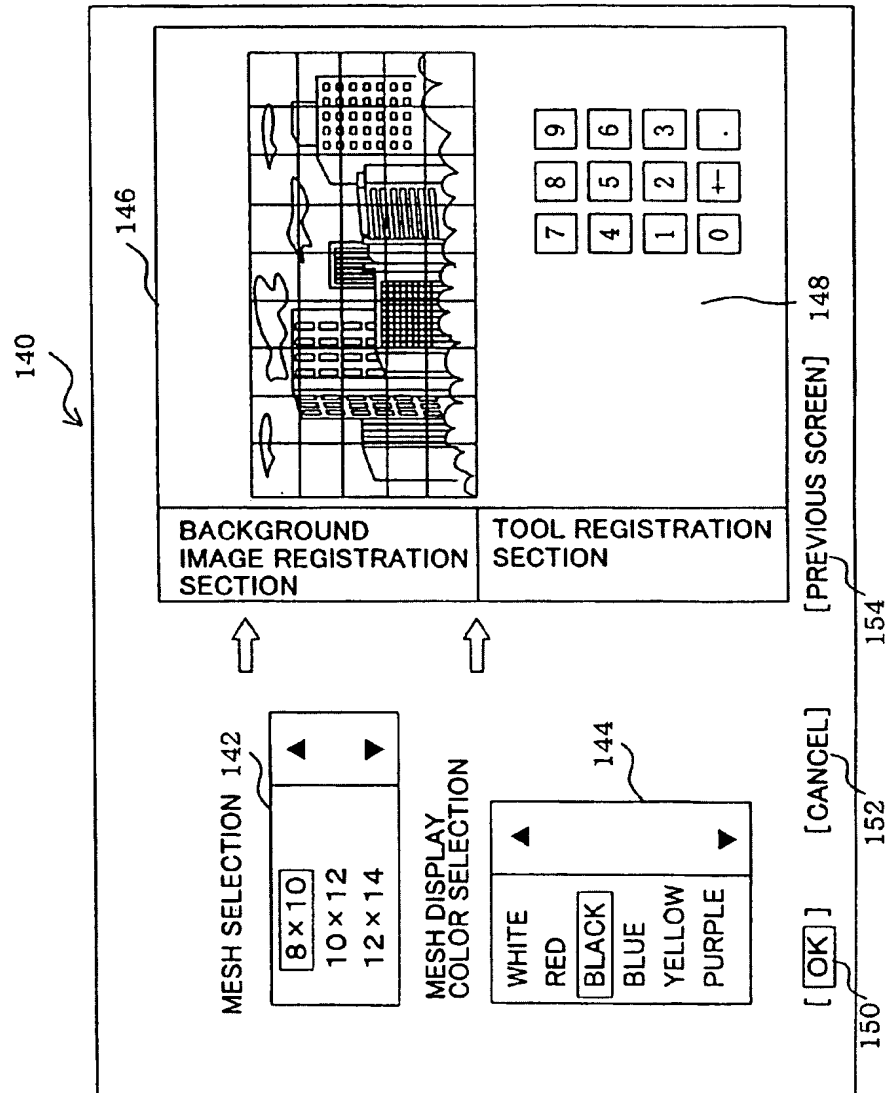 140
MESH SELECTION 142
8×10
10×12
12×14
▲
▼
MESH DISPLAY
COLOR SELECTION
144
WHITE
RED
BLACK
BLUE
YELLOW
PURPLE
▲
▼
146
BACKGROUND
IMAGE REGISTRATION
SECTION
TOOL REGISTRATION
SECTION
7 8 9
4 5 6
1 2 3
0 +- .
148
[ OK ] [CANCEL] [PREVIOUS SCREEN]
150 152 154